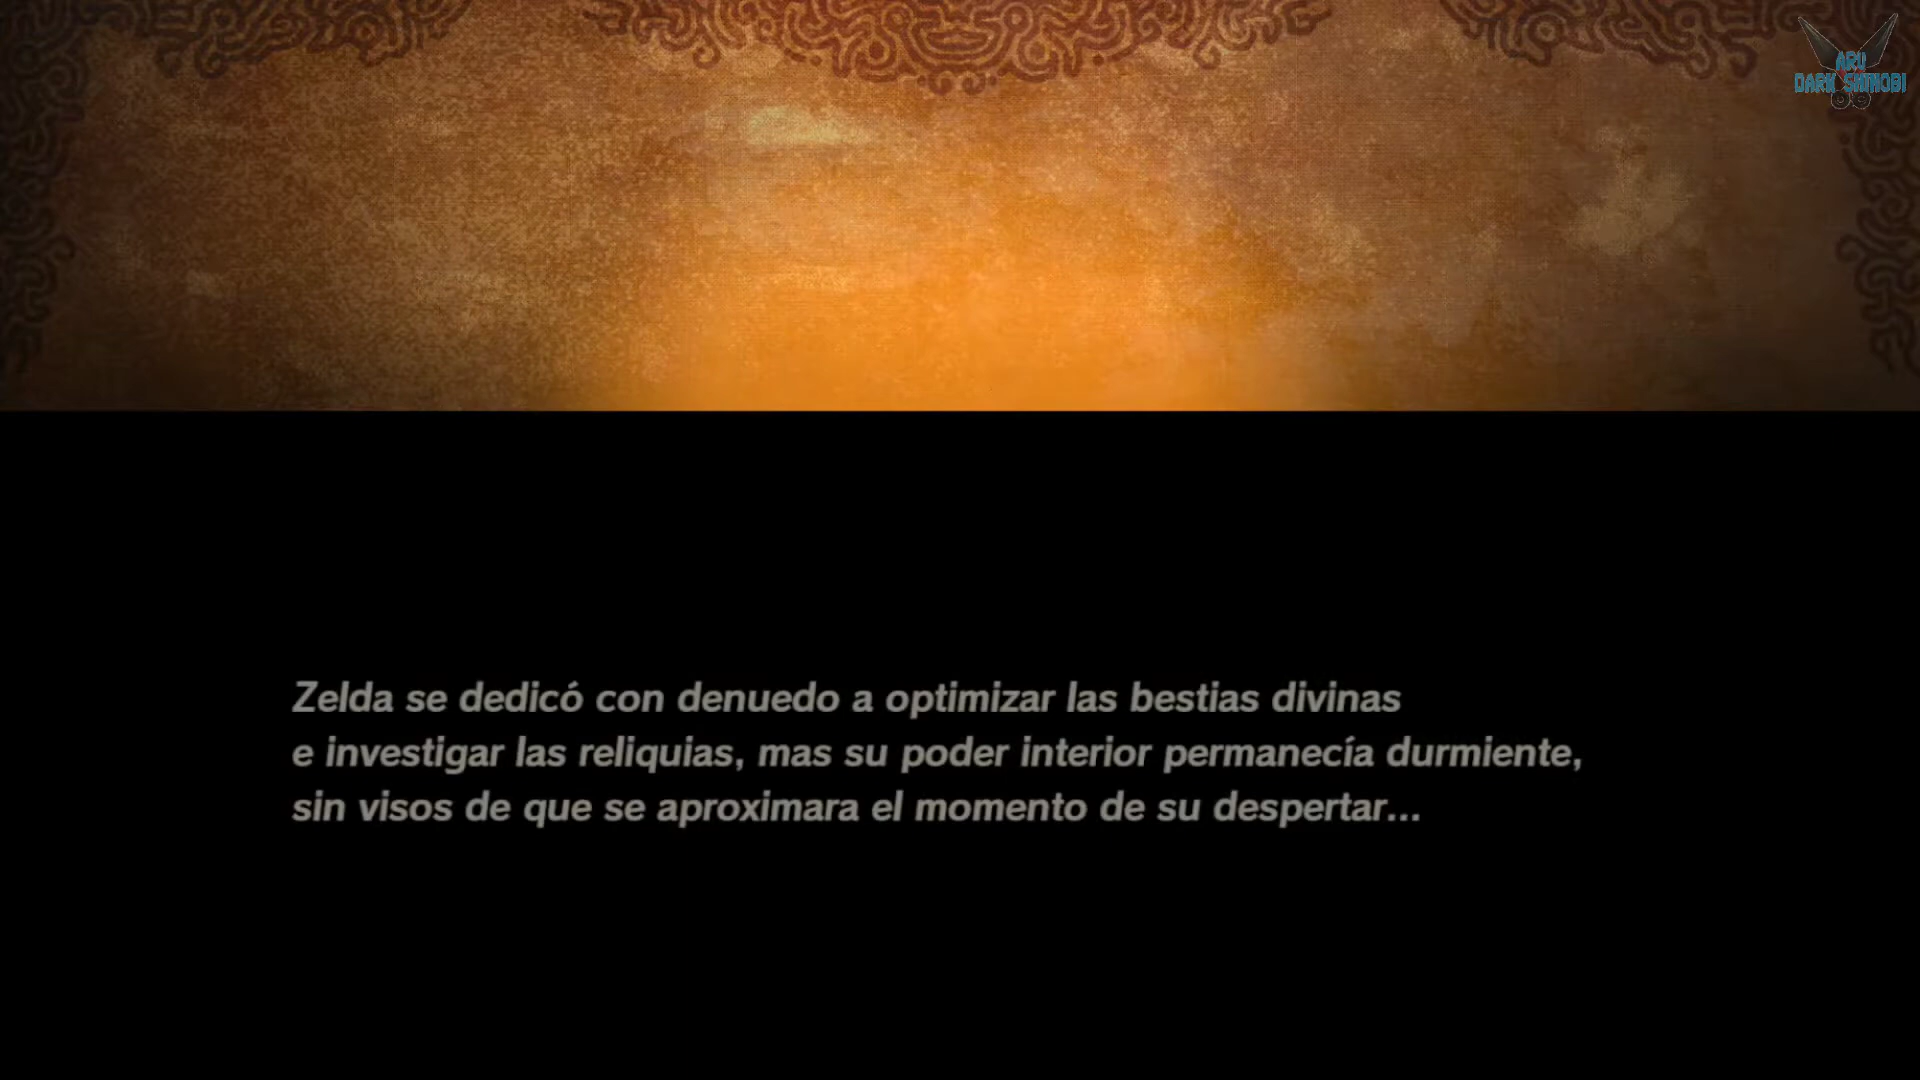 ARU
DARK SHINOBI
Zelda se dedicó con denuedo a optimizar las bestias divinas
e investigar las reliquias, mas su poder interior permanecía durmiente,
sin visos de que se aproximara el momento de su despertar...